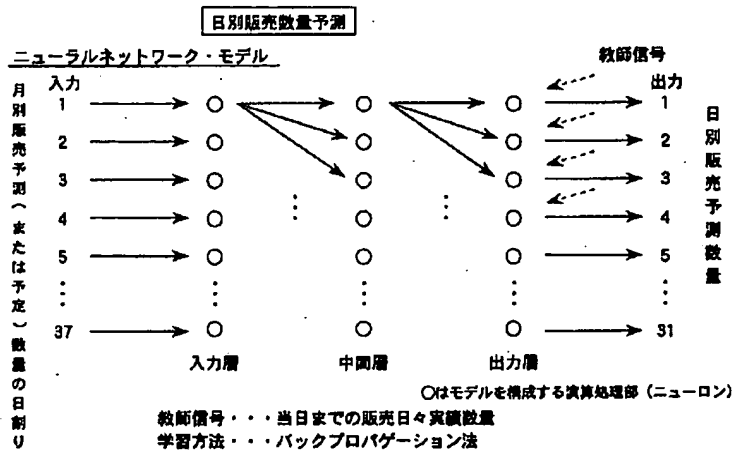 日別販売数量予測
ニューラルネットワーク・モデル
教師信号
入力
出力
月別販売予測（または予定）数量の日割り
日別販売予測数量
1
1
2
2
3
3
4
4
5
5
37
31
入力層
中間層
出力層
○はモデルを構成する演算処理部（ニューロン）
教師信号・・・当日までの販売日々実績数量
学習方法・・・バックプロパゲーション法